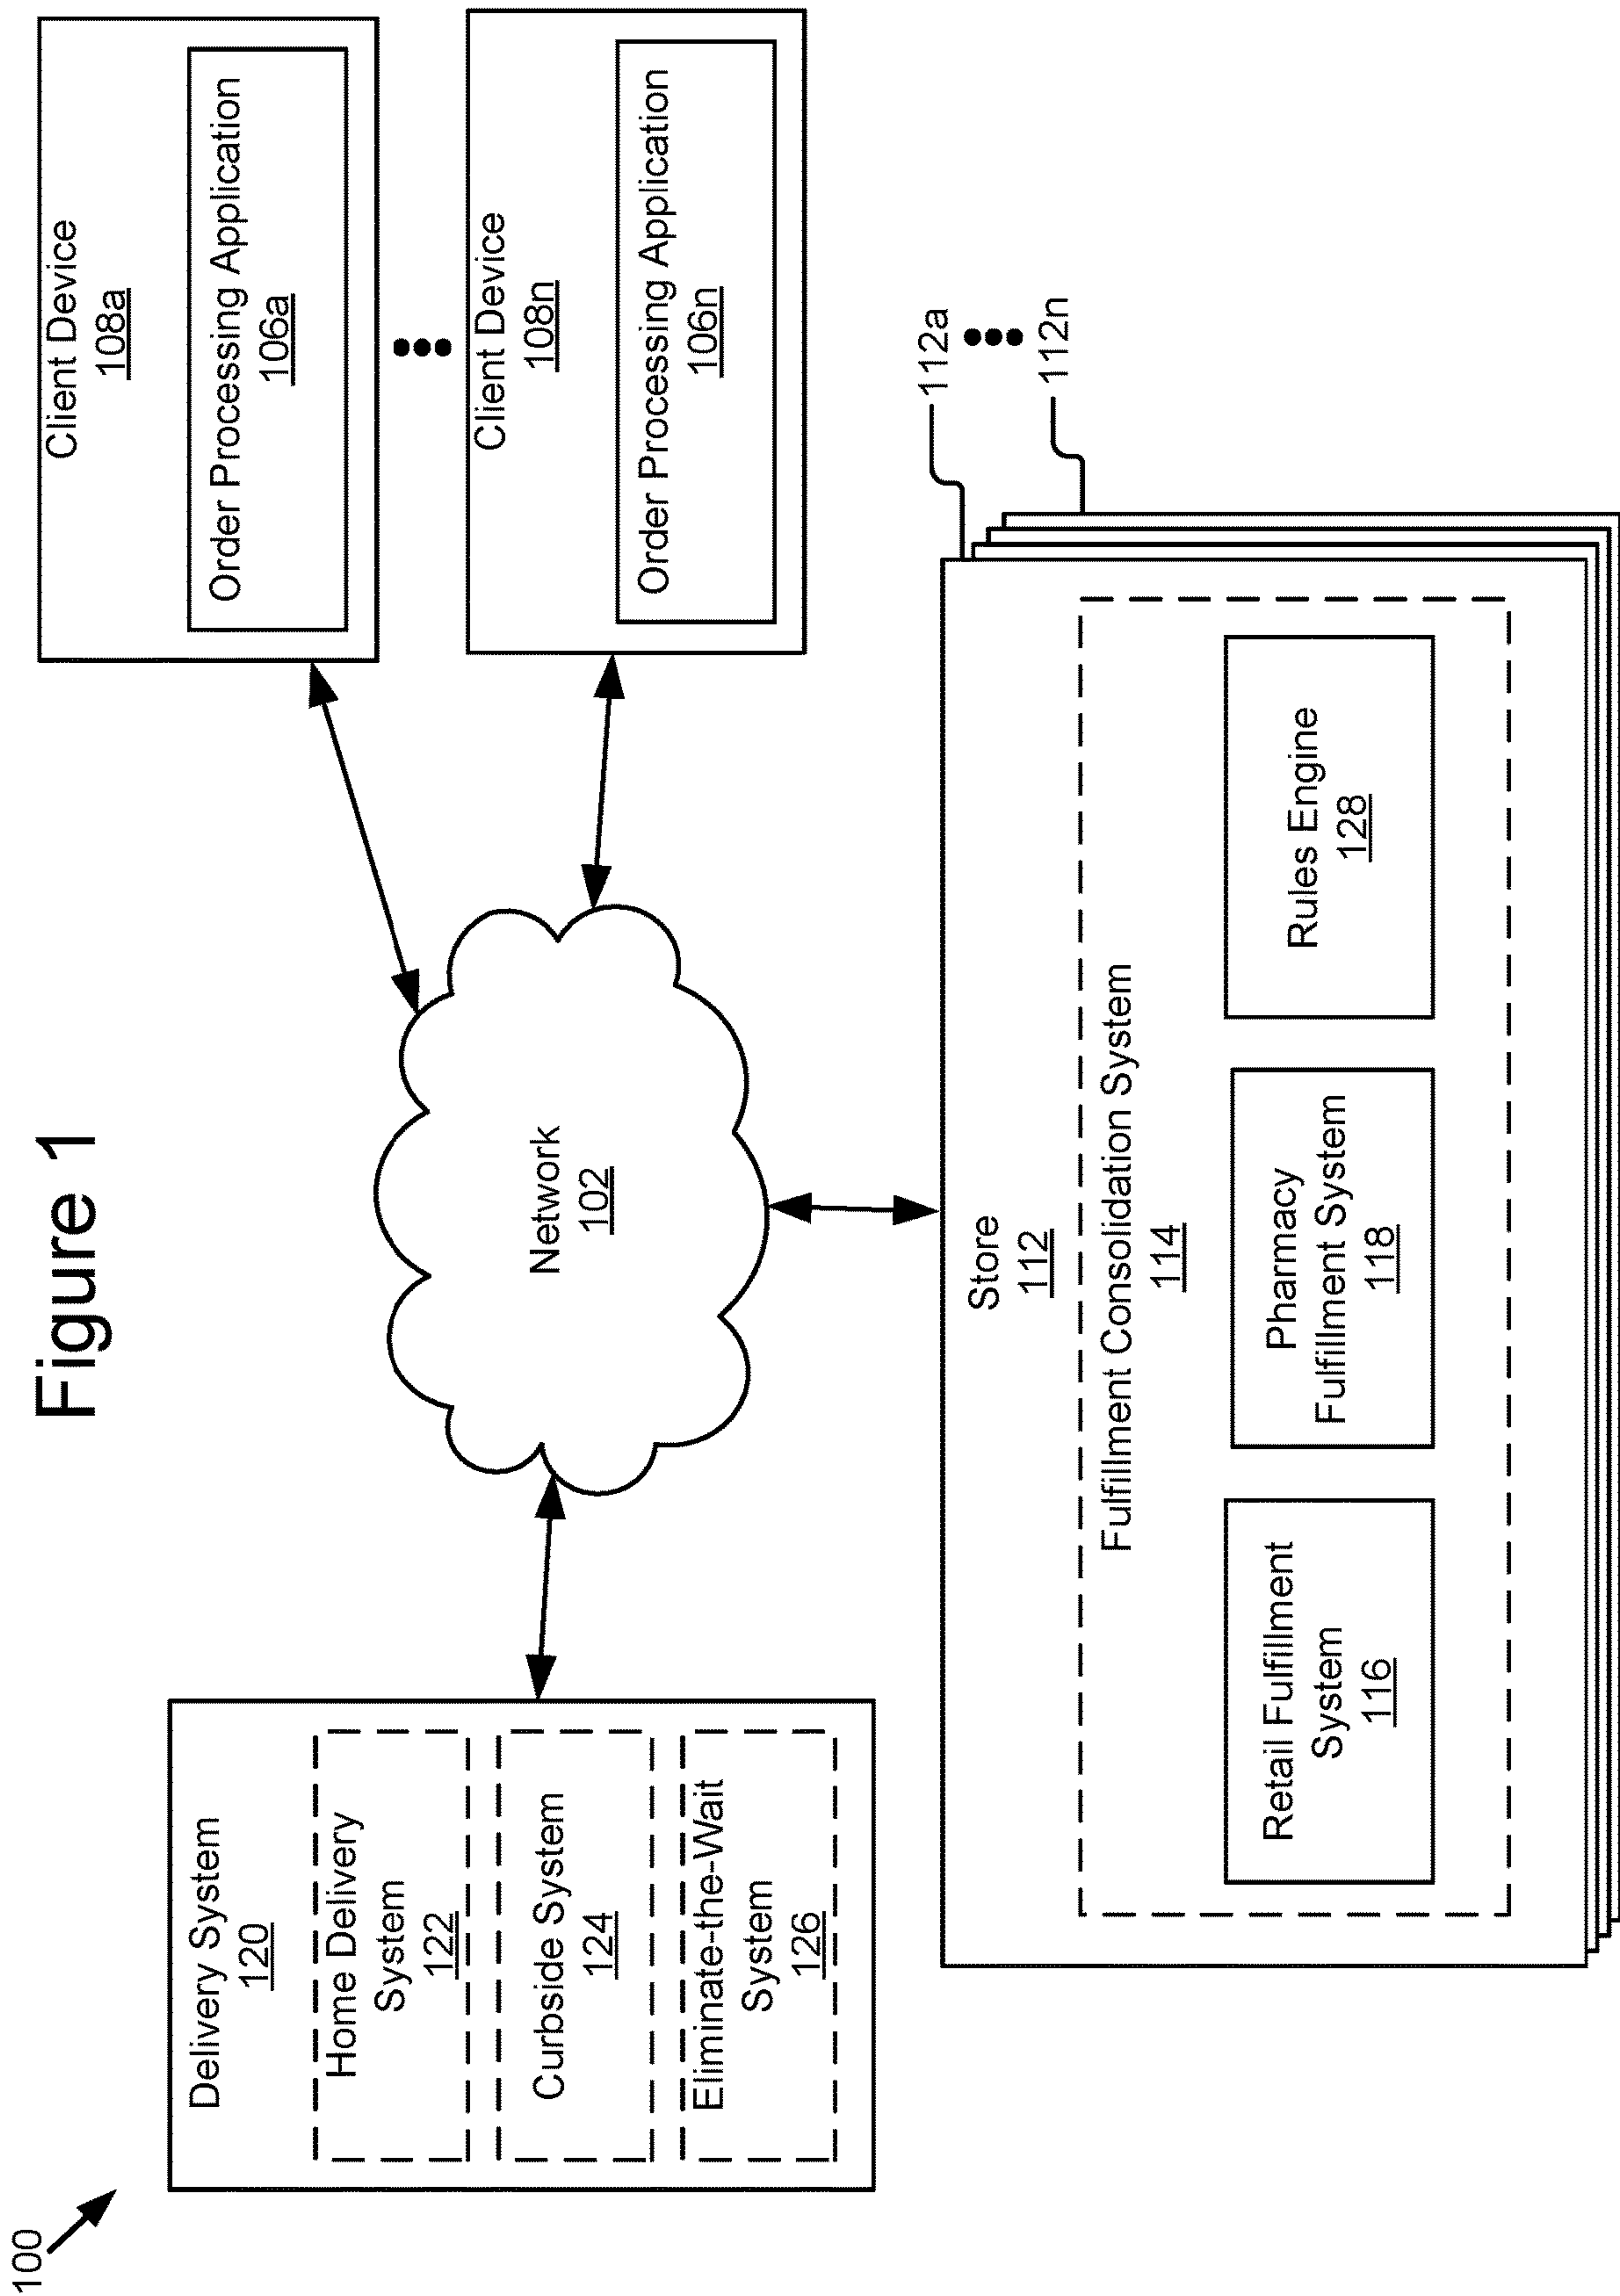 Figure 1
100
Delivery System
120
Home Delivery
System
122
Curbside System
124
Eliminate-the-Wait
System
126
Network
102
Client Device
108a
Order Processing Application
106a
Client Device
108n
Order Processing Application
106n
112a
112n
Store
112
Fulfillment Consolidation System
114
Retail Fulfillment
System
116
Pharmacy
Fulfillment System
118
Rules Engine
128